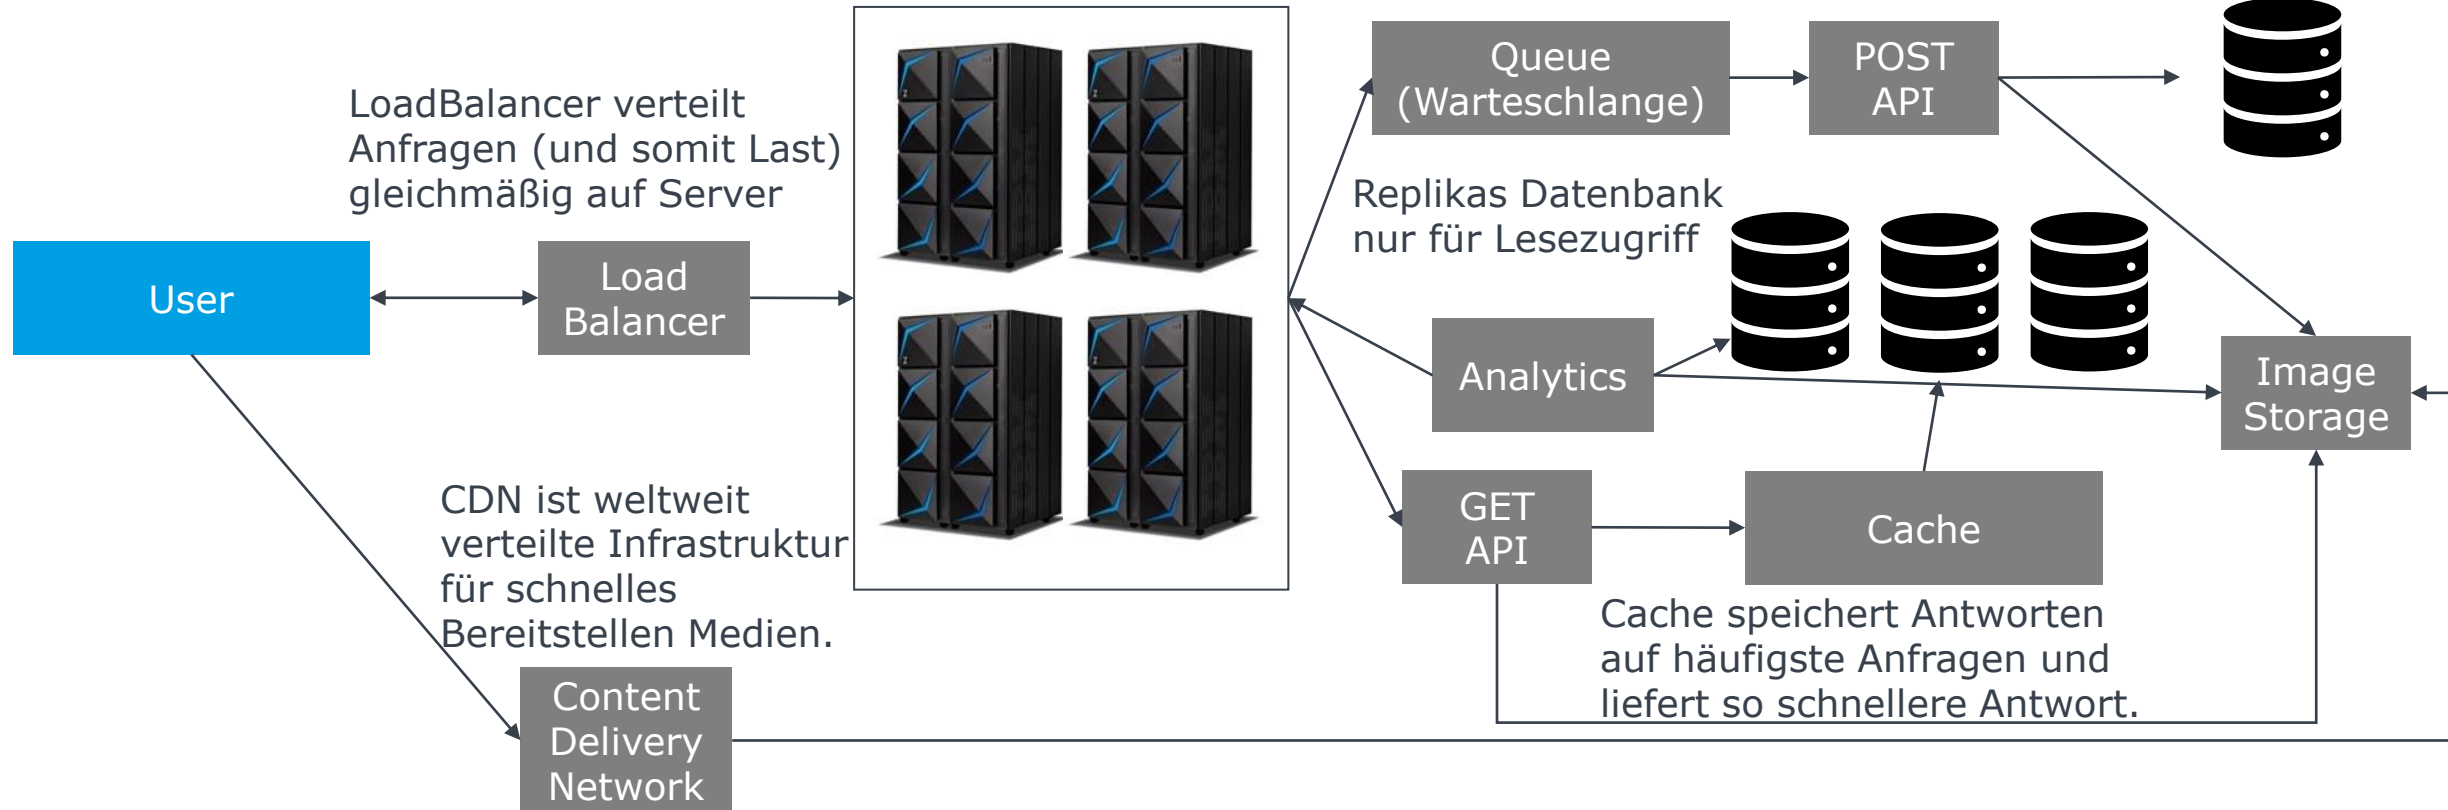 LoadBalancer verteilt
Anfragen (und somit Last)
gleichmäßig auf Server
User
Load
Balancer
CDN ist weltweit
verteilte Infrastruktur
für schnelles
Bereitstellen Medien.
Content
Delivery
Network
Queue
(Warteschlange)
POST
API
Replikas Datenbank
nur für Lesezugriff
Analytics
Image
Storage
GET
API
Cache
Cache speichert Antworten
auf häufigste Anfragen und
liefert so schnellere Antwort.